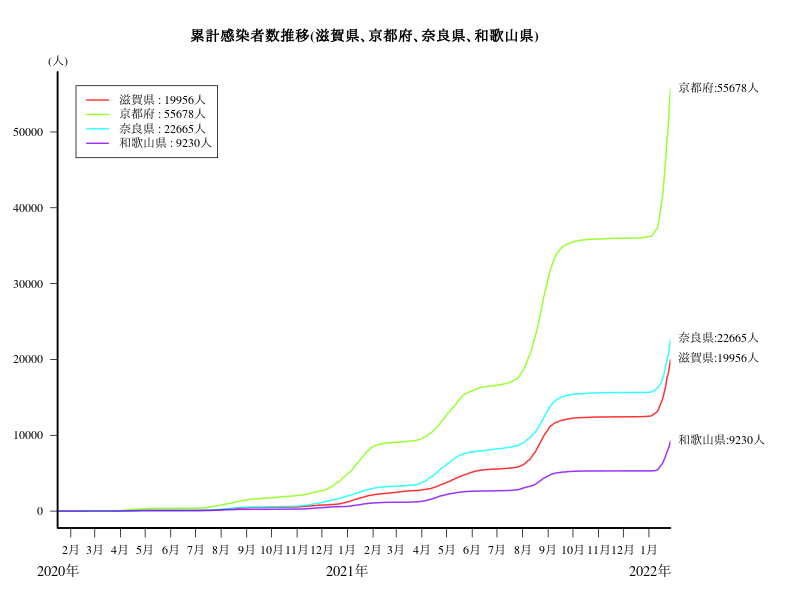 累計感染者数推移(滋賀県、京都府、奈良県、和歌山県)
(人)
滋賀県 : 19956人
京都府 : 55678人
奈良県 : 22665人
和歌山県 : 9230人
京都府:55678人
奈良県:22665人
滋賀県:19956人
和歌山県:9230人
50000
40000
30000
20000
10000
0
2月 3月 4月 5月 6月 7月 8月 9月 10月 11月 12月 1月 2月 3月 4月 5月 6月 7月 8月 9月 10月 11月 12月 1月
2020年 2021年 2022年